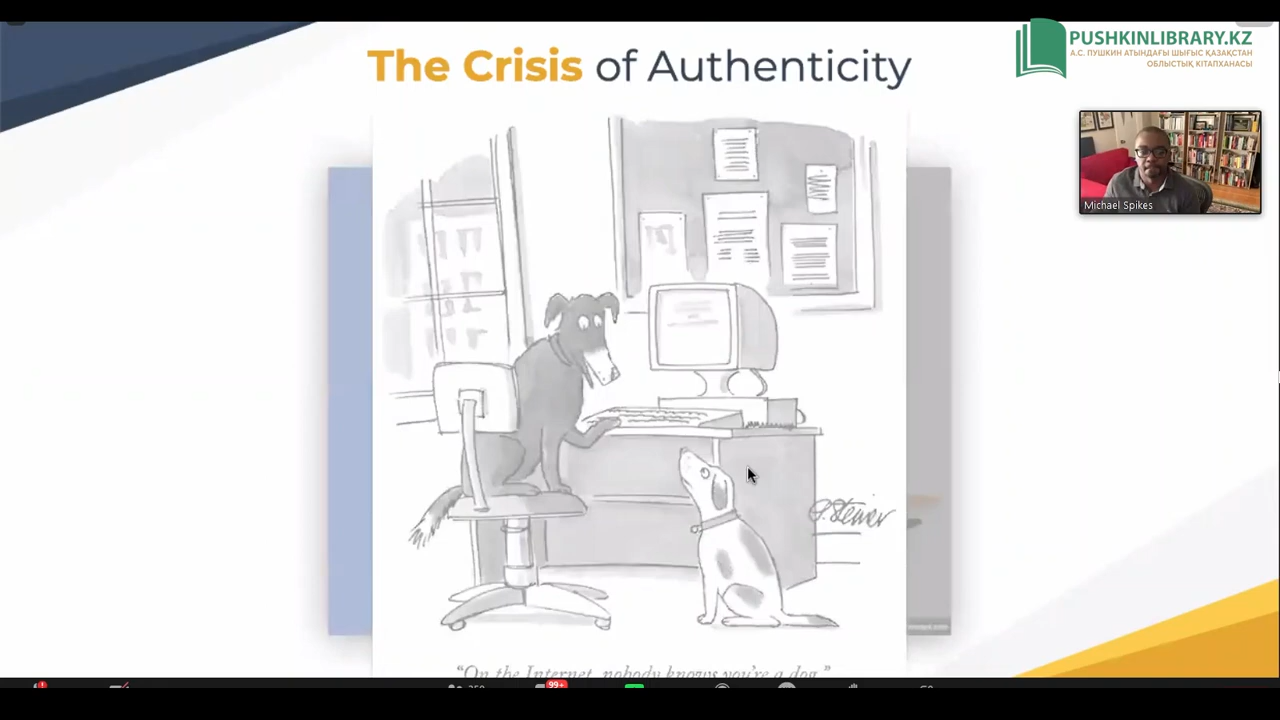 The Crisis of Authenticity
PUSHKINLIBRARY.KZ
А.С. ПУШКИН АТЫНДАҒЫ ШЫҒЫС ҚАЗАҚСТАН
ОБЛЫСТЫҚ КІТАПХАНАСЫ
Michael Spikes
P. Steiner
“On the Internet, nobody knows you're a dog.”
99+